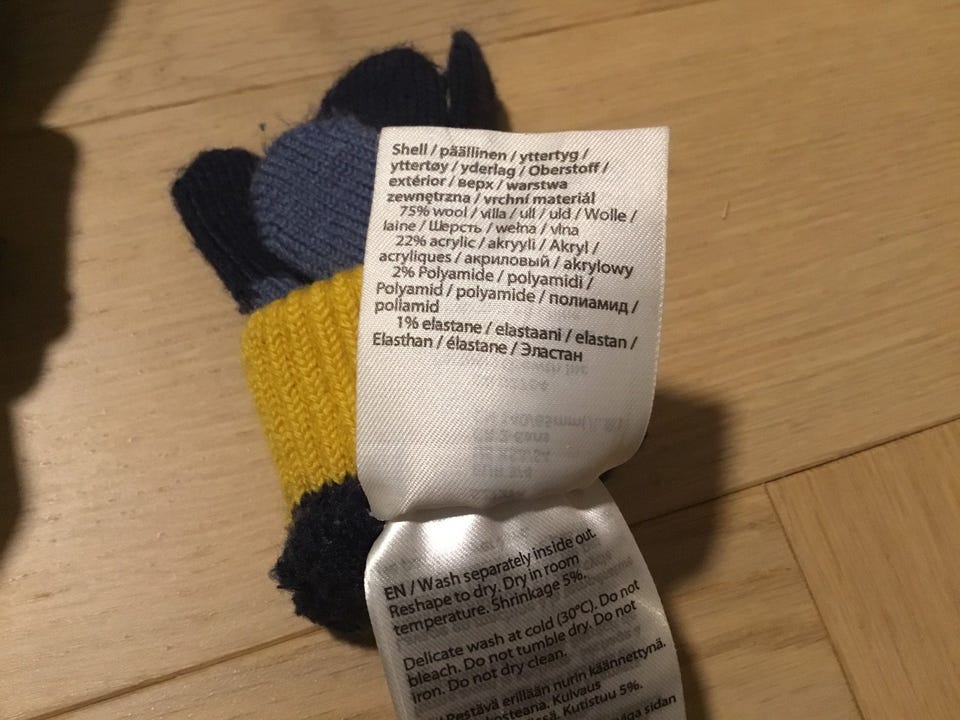 Shell / päällinen / yttertyg /
yttertøy / yderlag / Oberstoff /
extérior / верх / warstwa
zewnętrzna / vrchní materiál
75% wool / villa / ull / uld / Wolle /
laine / Шерсть / wełna / vlna
22% acrylic / akryyli / Akryl /
acryliques / акриловый / akrylowy
2% Polyamide / polyamidi /
Polyamid / polyamide / полиамид /
poliamid
1% elastane / elastaani / elastan /
Elasthan / élastane / Эластан
EN / Wash separately inside out.
Reshape to dry. Dry in room
temperature. Shrinkage 5%.
Delicate wash at cold (30°C). Do not
bleach. Do not tumble dry. Do not
iron. Do not dry clean.
Pestävä erillään nurin käännettynä.
kosteana. Kuivaus
Kutistuu 5%.
sidan